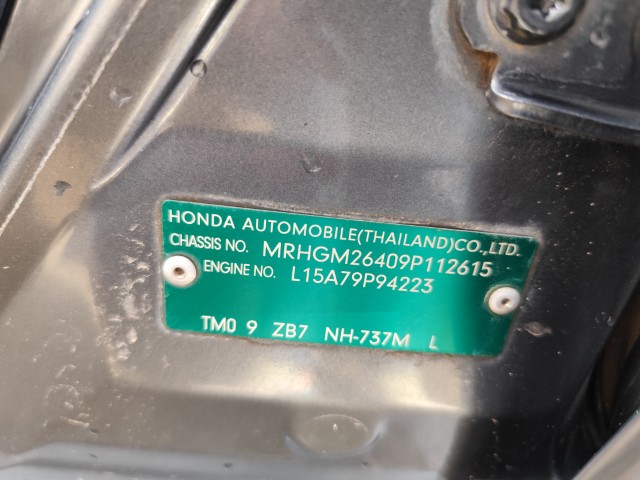 HONDA AUTOMOBILE(THAILAND)CO.,LTD.
CHASSIS NO. MRHGM26409P112615
ENGINE NO. L15A79P94223
TM0 9 ZB7 NH-737M L